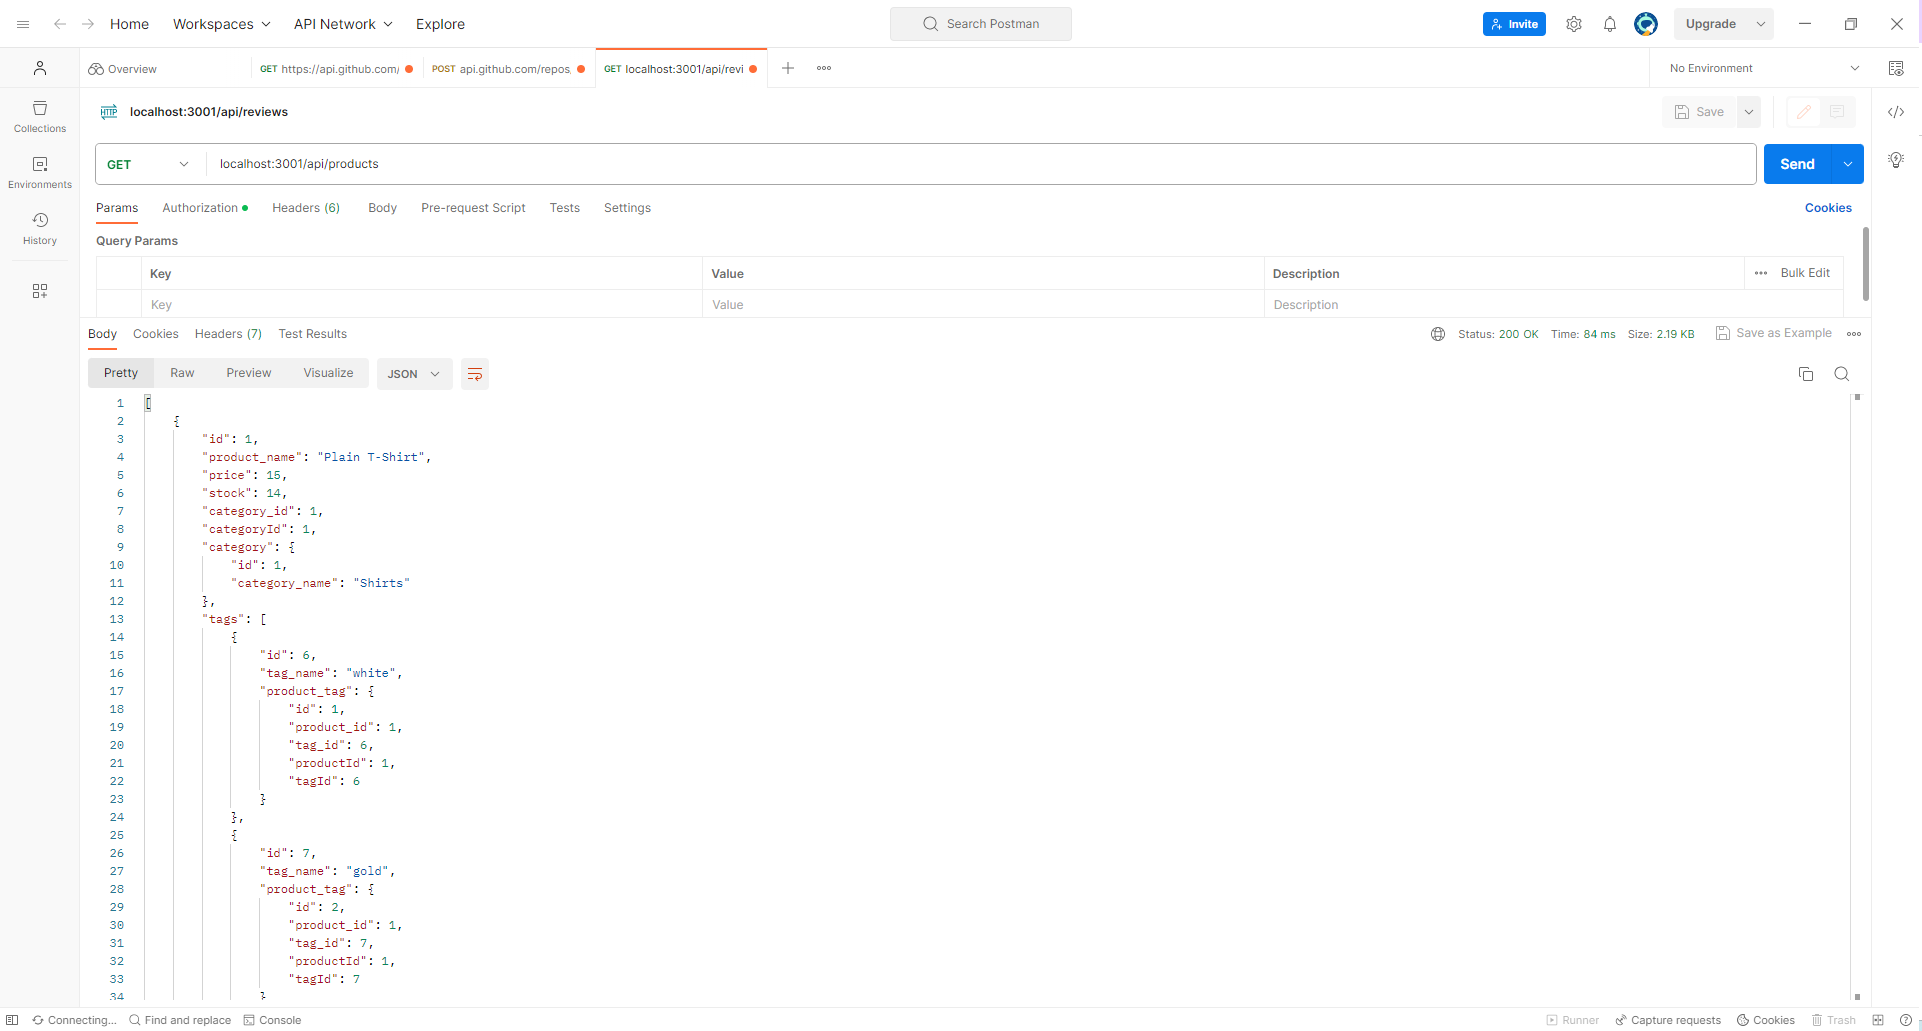 Home Workspaces API Network Explore Search Postman Invite Upgrade
Overview GET https://api.github.com/ POST api.github.com/repos, GET localhost:3001/api/revi No Environment
HTTP localhost:3001/api/reviews Save
Collections
GET localhost:3001/api/products Send
Environments
Params Authorization Headers (6) Body Pre-request Script Tests Settings Cookies
History
Query Params
Key Value Description Bulk Edit
Key Value Description
Body Cookies Headers (7) Test Results Status: 200 OK Time: 84 ms Size: 2.19 KB Save as Example
Pretty Raw Preview Visualize JSON
1 [
2 {
3 "id": 1,
4 "product_name": "Plain T-Shirt",
5 "price": 15,
6 "stock": 14,
7 "category_id": 1,
8 "categoryId": 1,
9 "category": {
10 "id": 1,
11 "category_name": "Shirts"
12 },
13 "tags": [
14 {
15 "id": 6,
16 "tag_name": "white",
17 "product_tag": {
18 "id": 1,
19 "product_id": 1,
20 "tag_id": 6,
21 "productId": 1,
22 "tagId": 6
23 }
24 },
25 {
26 "id": 7,
27 "tag_name": "gold",
28 "product_tag": {
29 "id": 2,
30 "product_id": 1,
31 "tag_id": 7,
32 "productId": 1,
33 "tagId": 7
34 }
Connecting... Find and replace Console Runner Capture requests Cookies Trash